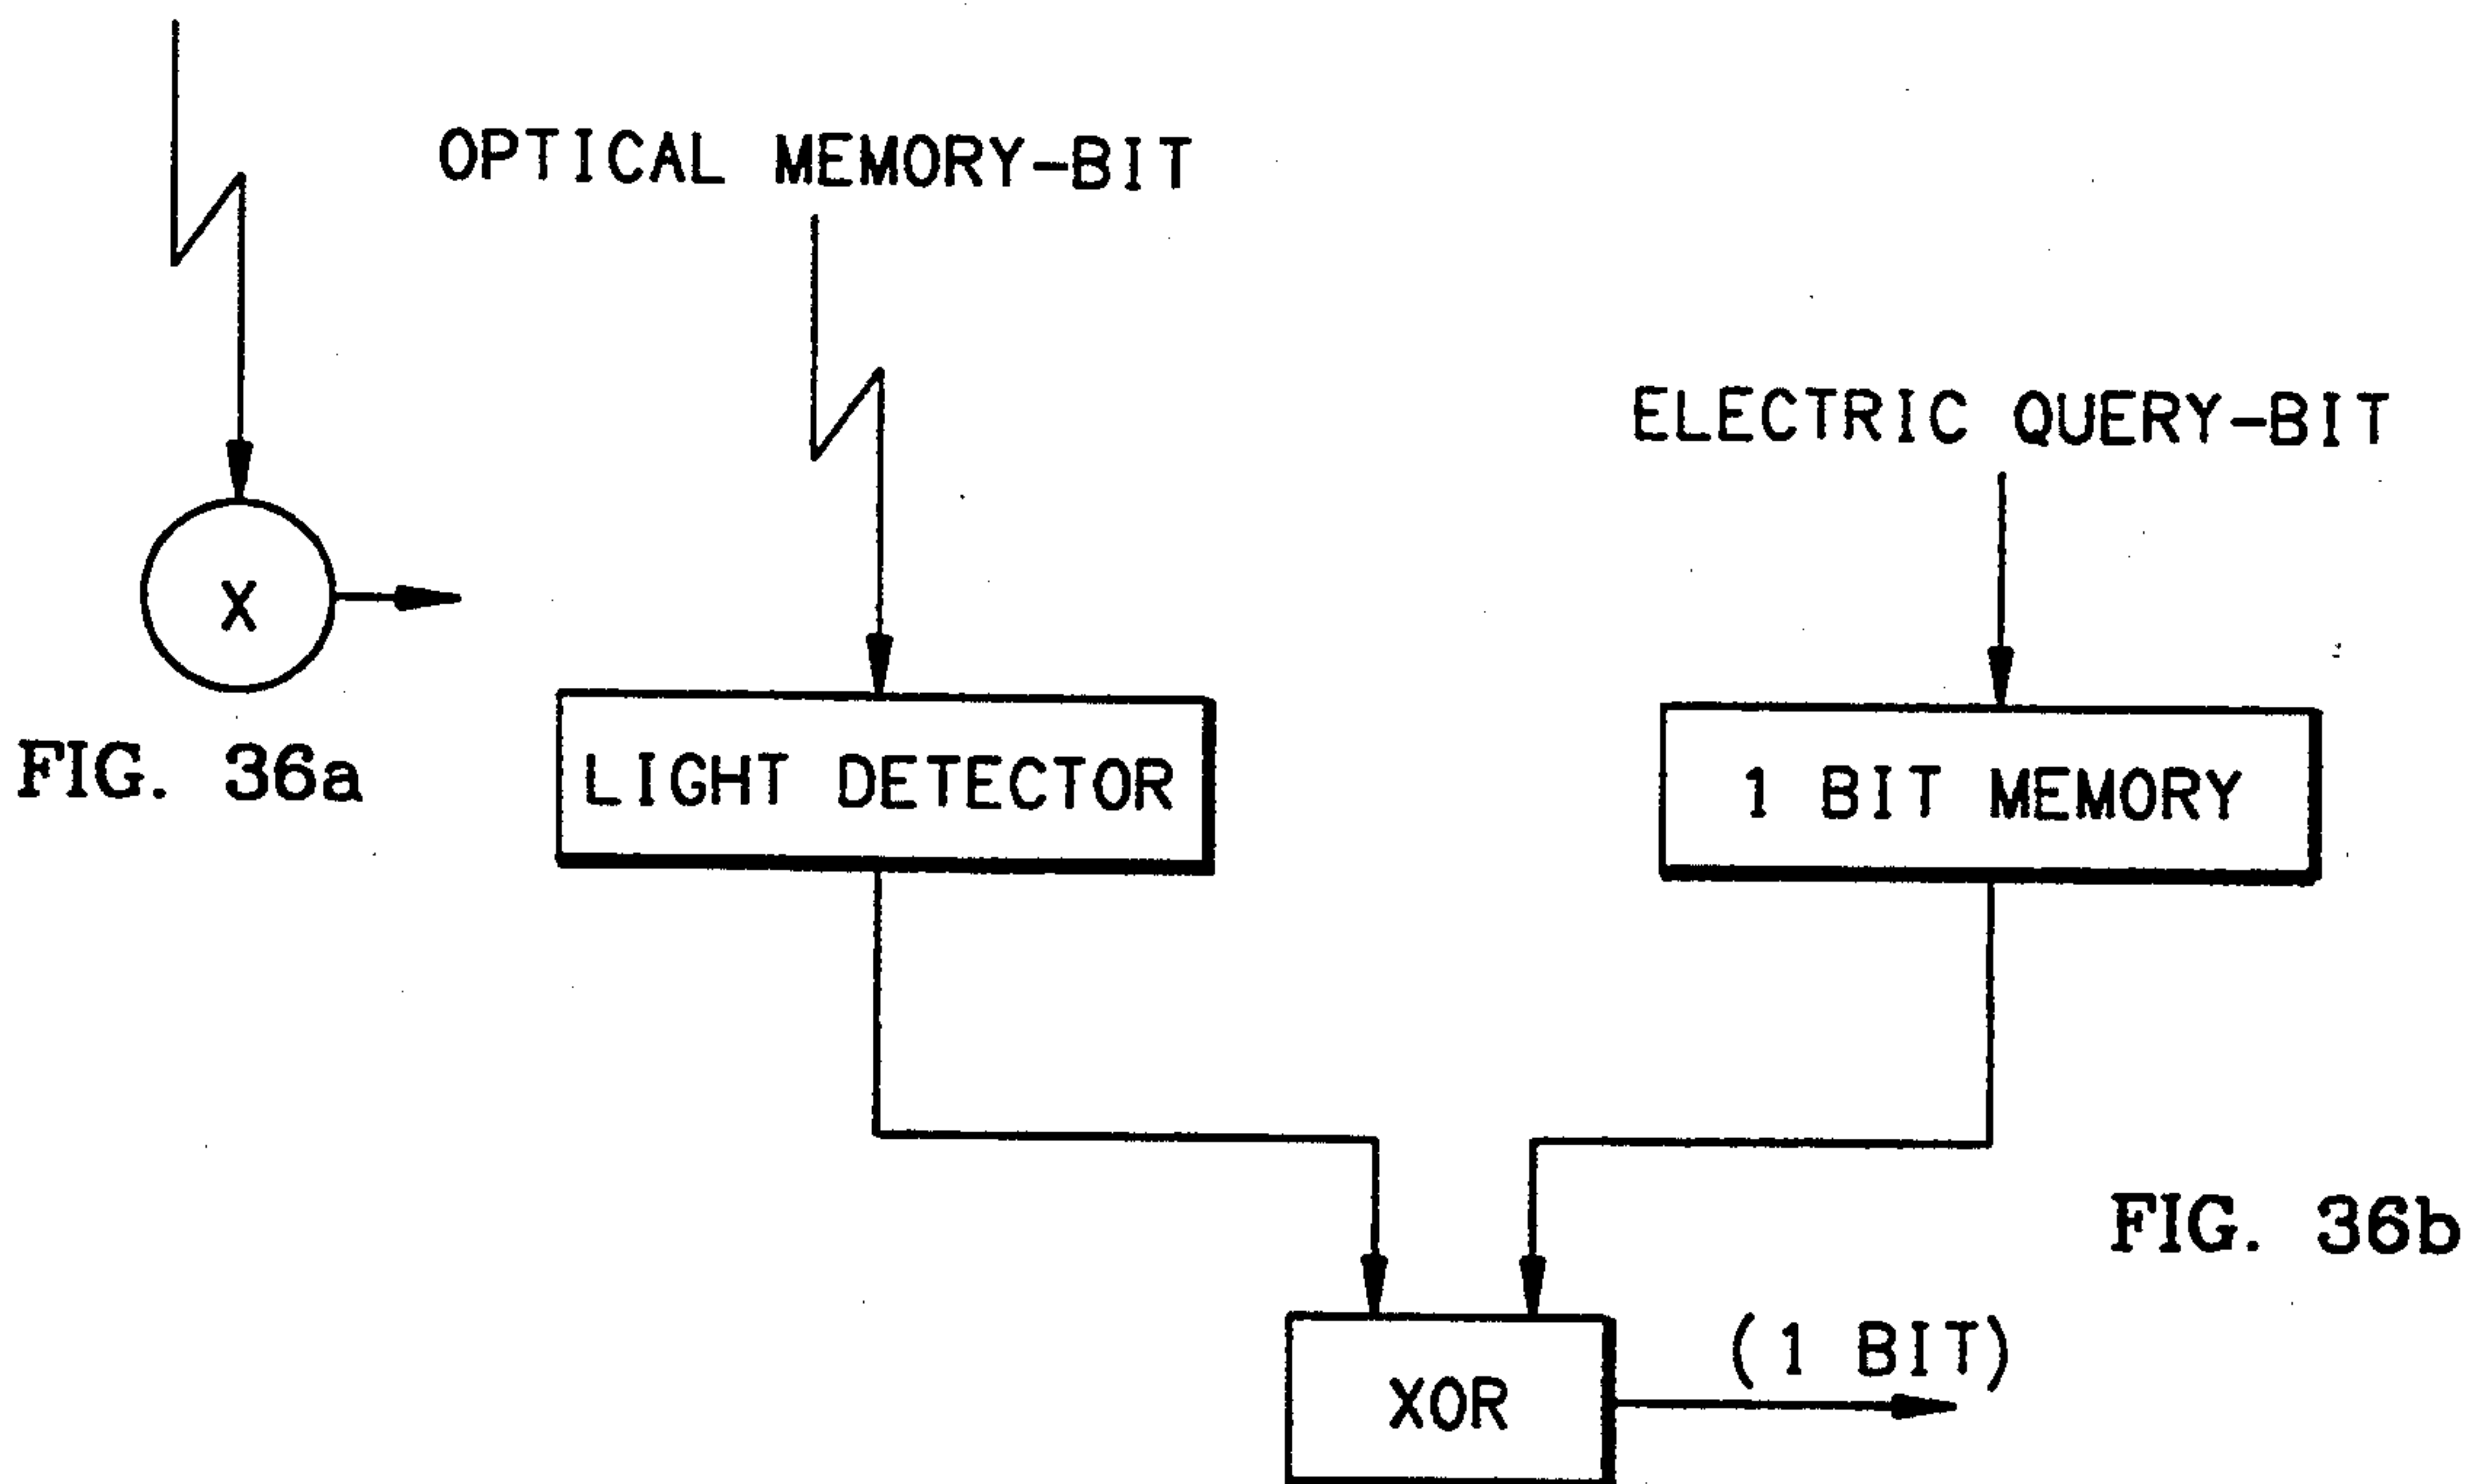 OPTICAL MEMORY-BIT
ELECTRIC QUERY-BIT
X
FIG. 36a
LIGHT DETECTOR
1 BIT MEMORY
FIG. 36b
(1 BIT)
XOR